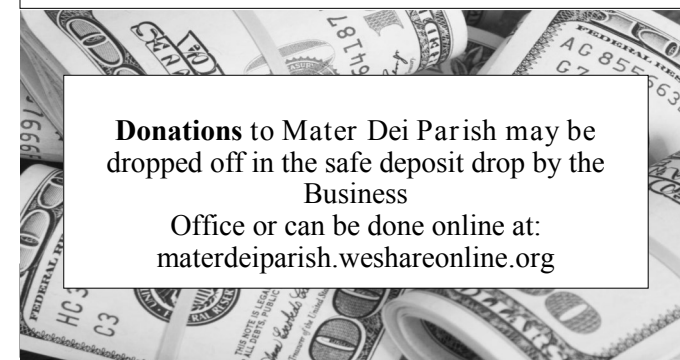 Donations to Mater Dei Parish may be
dropped off in the safe deposit drop by the
Business
Office or can be done online at:
materdeiparish.weshareonline.org